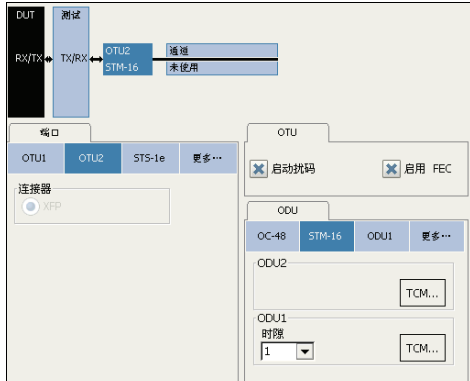 DUT 测试
RX/TX TX/RX OTU2 通道
STM-16 未使用
端口
OTU1 OTU2 STS-1e 更多…
连接器
XFP
OTU
启动扰码 启用 FEC
ODU
OC-48 STM-16 ODU1 更多…
ODU2
TCM...
ODU1
时隙
1 TCM...